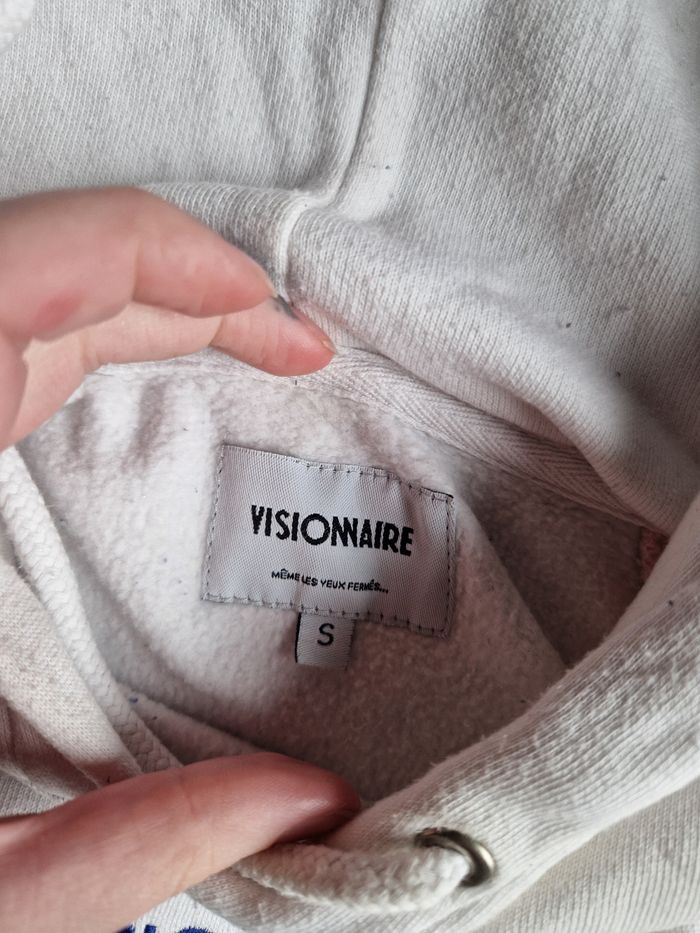 VISIONNAIRE
MÊME LES YEUX FERMÉS...
S